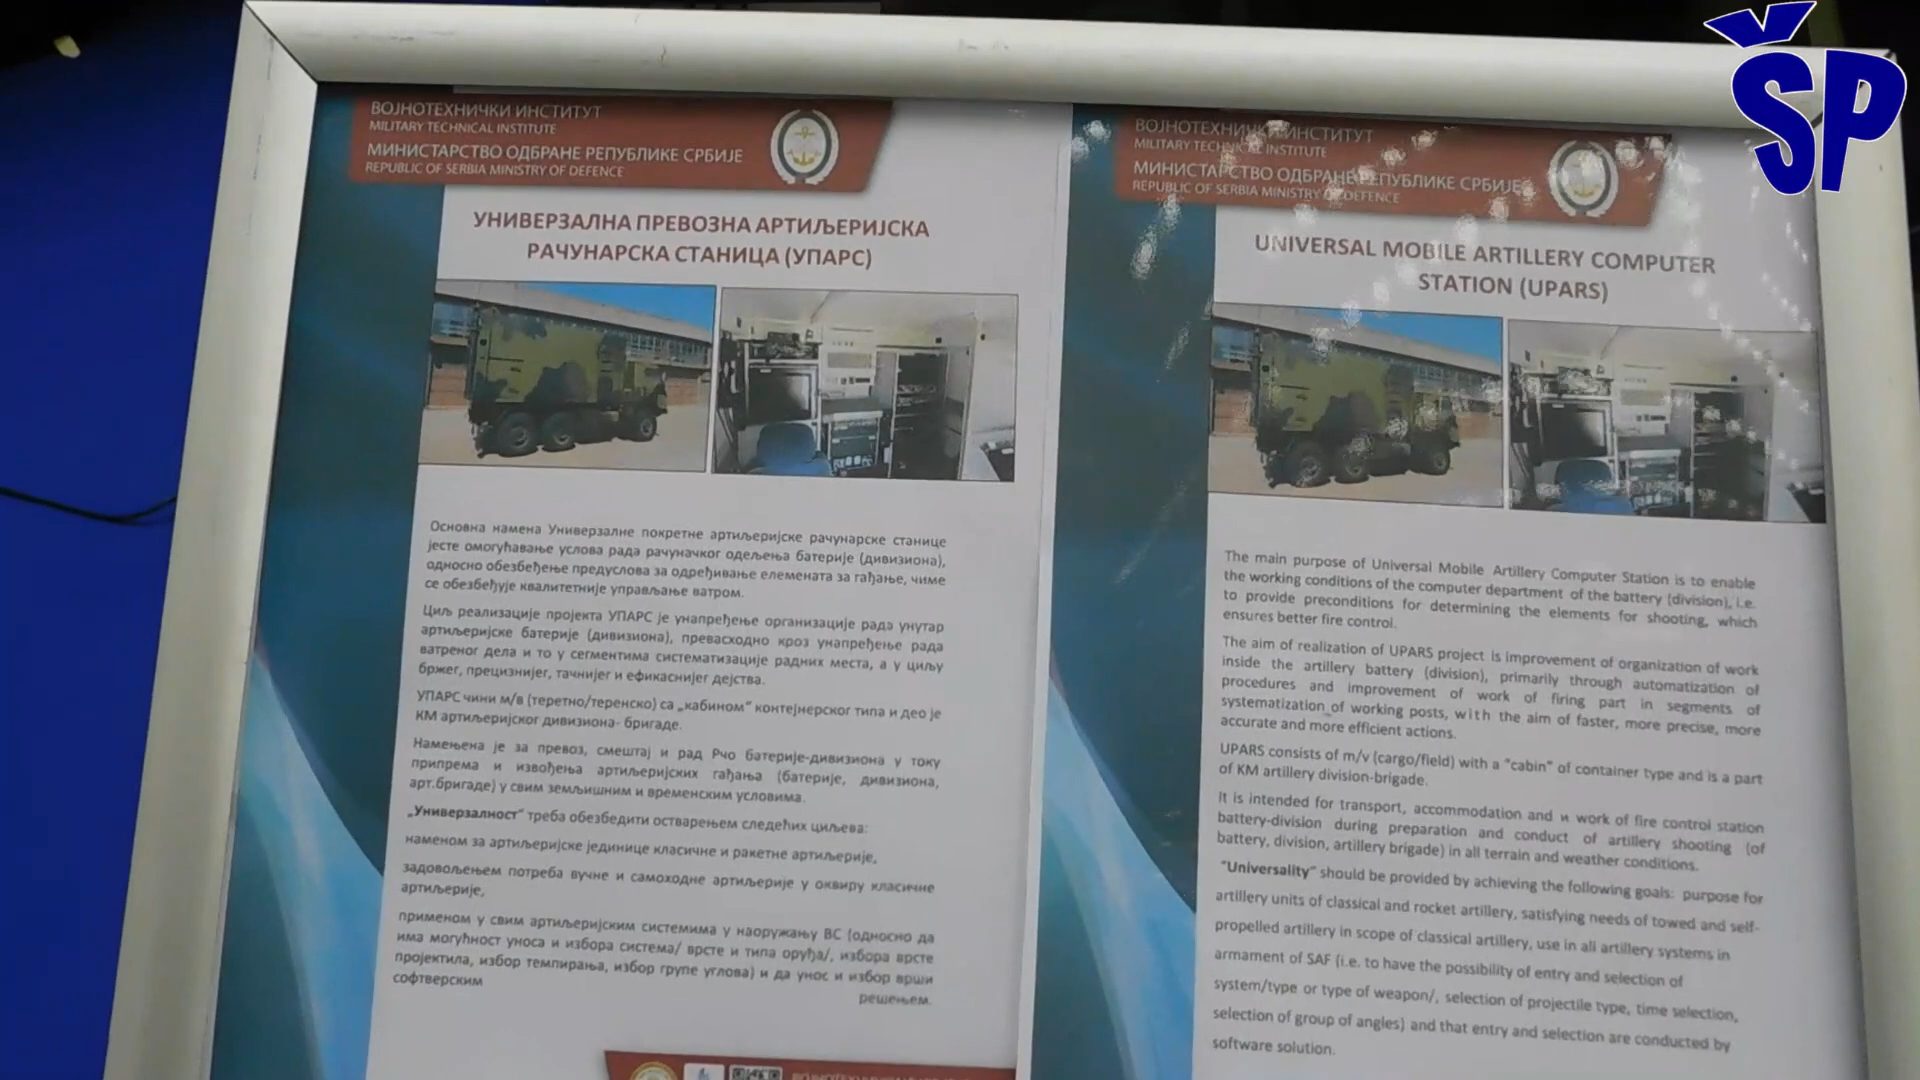 ŠP
ВОЈНОТЕХНИЧКИ ИНСТИТУТ
MILITARY TECHNICAL INSTITUTE
МИНИСТАРСТВО ОДБРАНЕ РЕПУБЛИКЕ СРБИЈЕ
REPUBLIC OF SERBIA MINISTRY OF DEFENCE
УНИВЕРЗАЛНА ПРЕВОЗНА АРТИЉЕРИЈСКА
РАЧУНАРСКА СТАНИЦА (УПАРС)
Основна намена Универзалне покретне артиљеријске рачунарске станице
јесте омогућавање услова рада рачуначког одељења батерије (дивизиона),
односно обезбеђење предуслова за одређивање елемената за гађање, чиме
се обезбеђује квалитетније управљање ватром.
Циљ реализације пројекта УПАРС је унапређење организације рада унутар
артиљеријске батерије (дивизиона), превасходно кроз унапређење рада
ватреног дела и то у сегментима систематизације радних места, а у циљу
бржег, прецизнијег, тачнијег и ефикаснијег дејства.
УПАРС чини м/в (теретно/теренско) са „кабином“ контејнерског типа и део је
КМ артиљеријског дивизиона- бригаде.
Намењена је за превоз, смештај и рад Рчо батерије-дивизиона у току
припрема и извођења артиљеријских гађања (батерије, дивизиона,
арт.бригаде) у свим земљишним и временским условима.
„Универзалност“ треба обезбедити остварењем следећих циљева:
наменом за артиљеријске јединице класичне и ракетне артиљерије,
задовољењем потреба вучне и самоходне артиљерије у оквиру класичне
артиљерије,
применом у свим артиљеријским системима у наоружању ВС (односно да
има могућност уноса и избора система/ врсте и типа оруђа/, избора врсте
пројектила, избор темпирања, избор групе углова) и да унос и избор врши
софтверским решењем.
ВОЈНОТЕХНИЧКИ ИНСТИТУТ
MILITARY TECHNICAL INSTITUTE
МИНИСТАРСТВО ОДБРАНЕ РЕПУБЛИКЕ СРБИЈЕ
REPUBLIC OF SERBIA MINISTRY OF DEFENCE
UNIVERSAL MOBILE ARTILLERY COMPUTER
STATION (UPARS)
The main purpose of Universal Mobile Artillery Computer Station is to enable
the working conditions of the computer department of the battery (division), i.e.
to provide preconditions for determining the elements for shooting, which
ensures better fire control.
The aim of realization of UPARS project is improvement of organization of work
inside the artillery battery (division), primarily through automatization of
procedures and improvement of work of firing part in segments of
systematization of working posts, with the aim of faster, more precise, more
accurate and more efficient actions.
UPARS consists of m/v (cargo/field) with a "cabin" of container type and is a part
of KM artillery division-brigade.
It is intended for transport, accommodation and и work of fire control station
battery-division during preparation and conduct of artillery shooting (of
battery, division, artillery brigade) in all terrain and weather conditions.
"Universality" should be provided by achieving the following goals: purpose for
artillery units of classical and rocket artillery, satisfying needs of towed and self-
propelled artillery in scope of classical artillery, use in all artillery systems in
armament of SAF (i.e. to have the possibility of entry and selection of
system/type or type of weapon/, selection of projectile type, time selection,
selection of group of angles) and that entry and selection are conducted by
software solution.